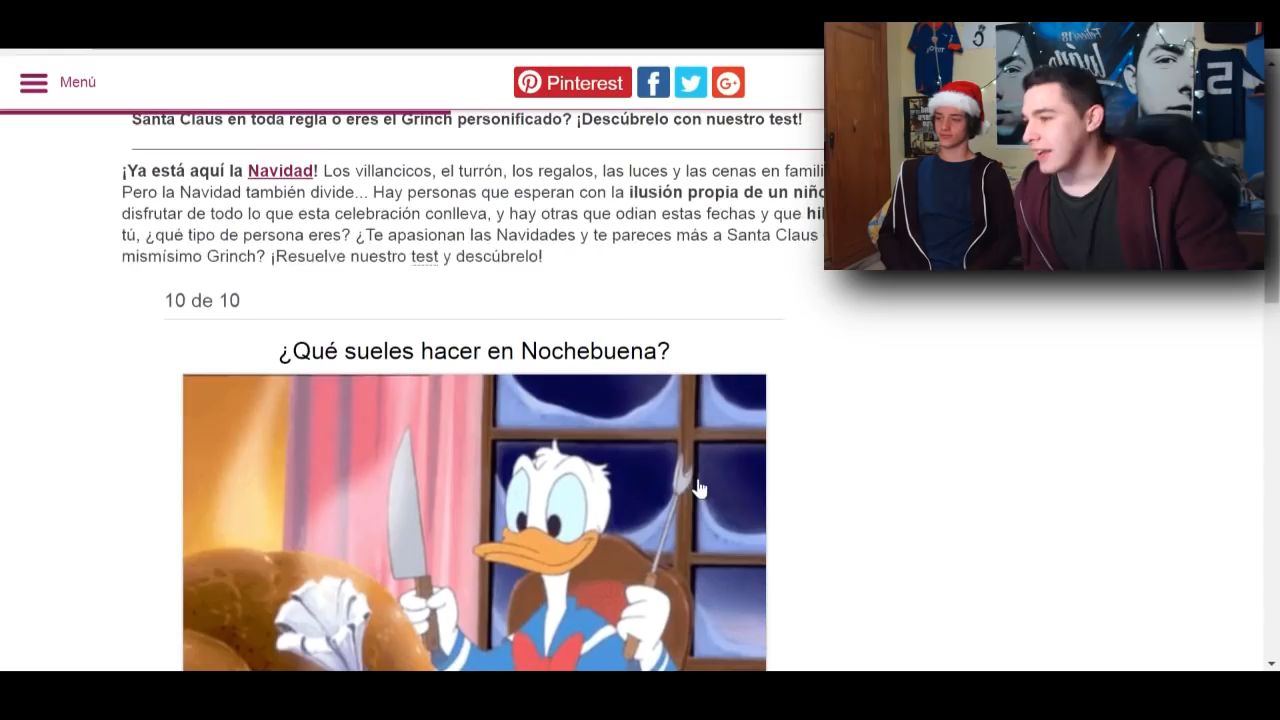 Menú
Pinterest
Santa Claus en toda regla o eres el Grinch personificado? ¡Descúbrelo con nuestro test!
¡Ya está aquí la Navidad! Los villancicos, el turrón, los regalos, las luces y las cenas en famili
Pero la Navidad también divide... Hay personas que esperan con la ilusión propia de un niño
disfrutar de todo lo que esta celebración conlleva, y hay otras que odian estas fechas y que
tú, ¿qué tipo de persona eres? ¿Te apasionan las Navidades y te pareces más a Santa Claus
mismísimo Grinch? ¡Resuelve nuestro test y descúbrelo!
10 de 10
¿Qué sueles hacer en Nochebuena?